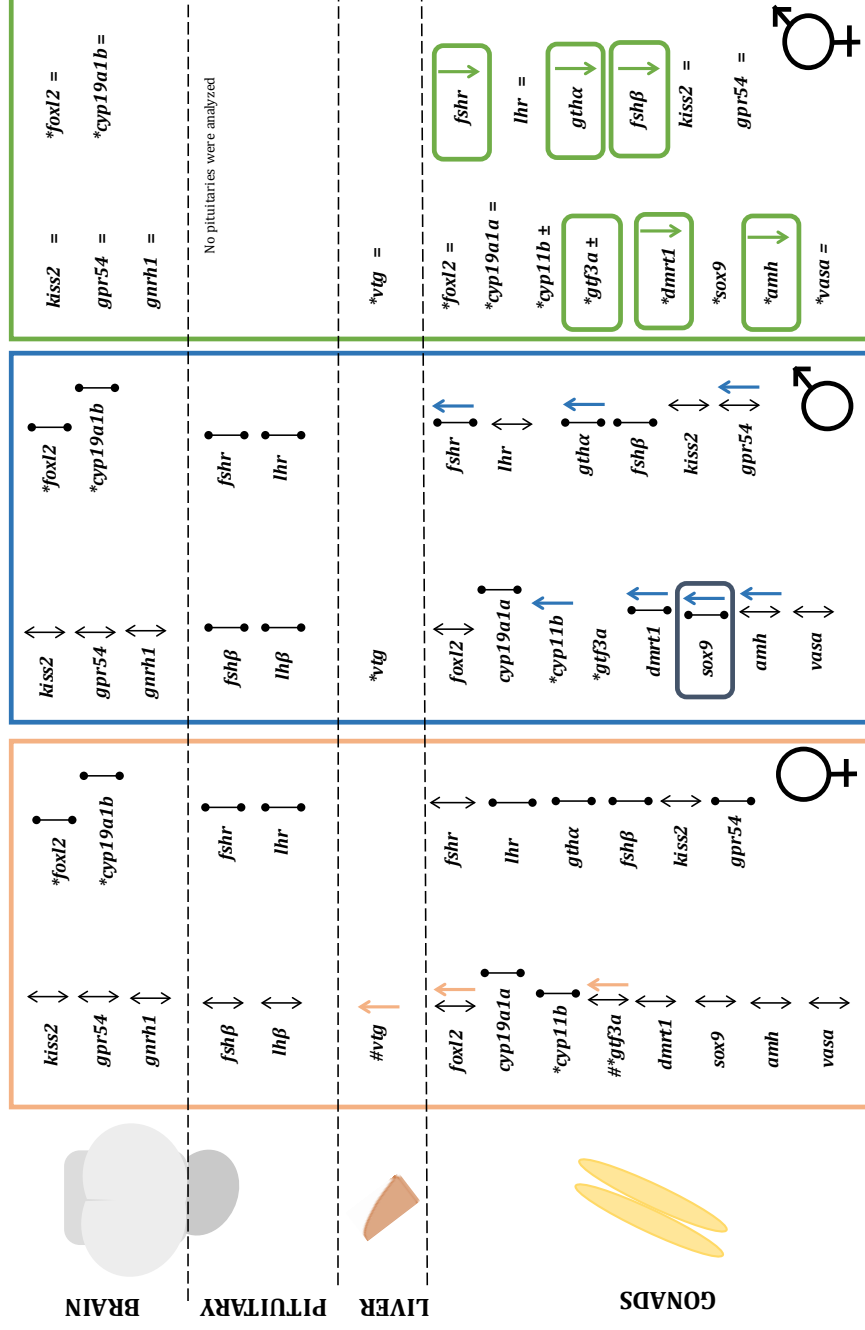 BRAIN
PITUITARY
LIVER
GONADS
kiss2
gpr54
gnrh1
*foxl2
*cyp19a1b
fshβ
lhβ
fshr
lhr
#vtg
foxl2
cyp19a1a
*cyp11b
#*gtf3a
dmrt1
sox9
amh
vasa
fshr
lhr
gthα
fshβ
kiss2
gpr54
kiss2
gpr54
gnrh1
*foxl2
*cyp19a1b
fshβ
lhβ
fshr
lhr
*vtg
foxl2
cyp19a1a
*cyp11b
*gtf3a
dmrt1
sox9
amh
vasa
fshr
lhr
gthα
fshβ
kiss2
gpr54
kiss2 =
gpr54 =
gnrh1 =
*foxl2 =
*cyp19a1b =
No pituitaries were analyzed
*vtg =
*foxl2 =
*cyp19a1a =
*cyp11b ±
*gtf3a ±
*dmrt1
*sox9
*amh
*vasa =
fshr
lhr =
gthα
fshβ
kiss2 =
gpr54 =